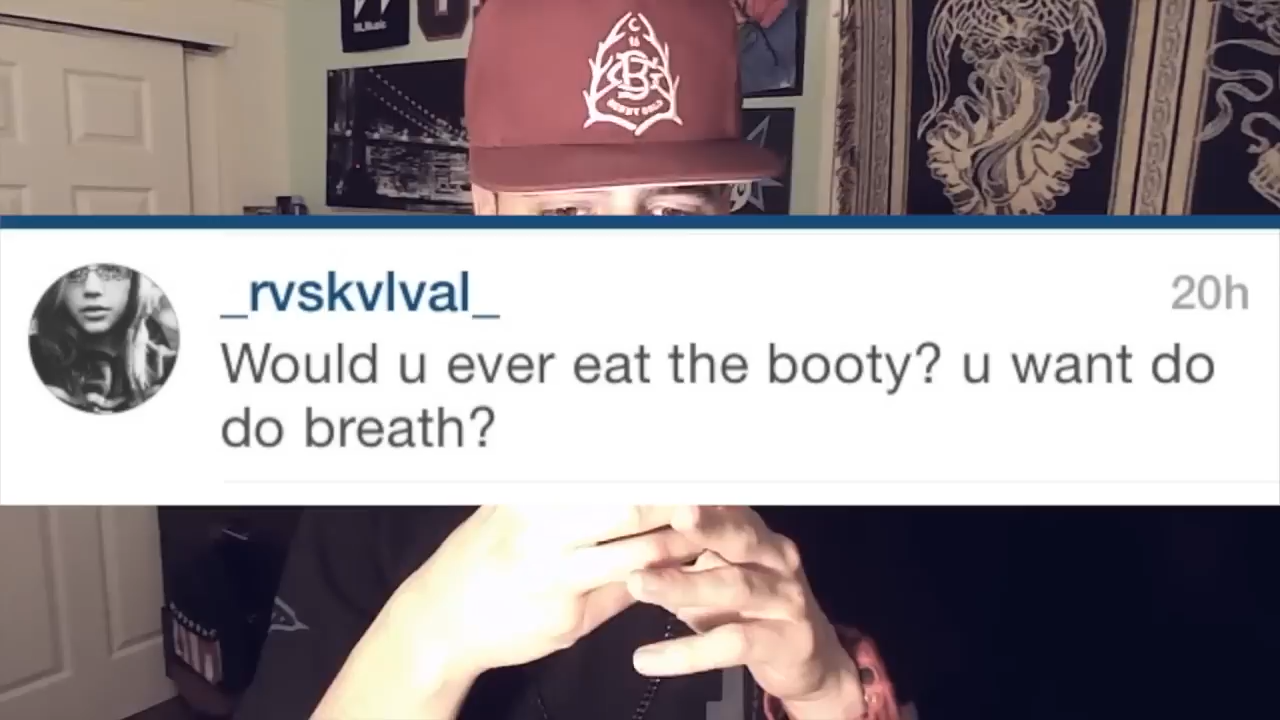 C
B
_rvskvlval_
20h
Would u ever eat the booty? u want do
do breath?